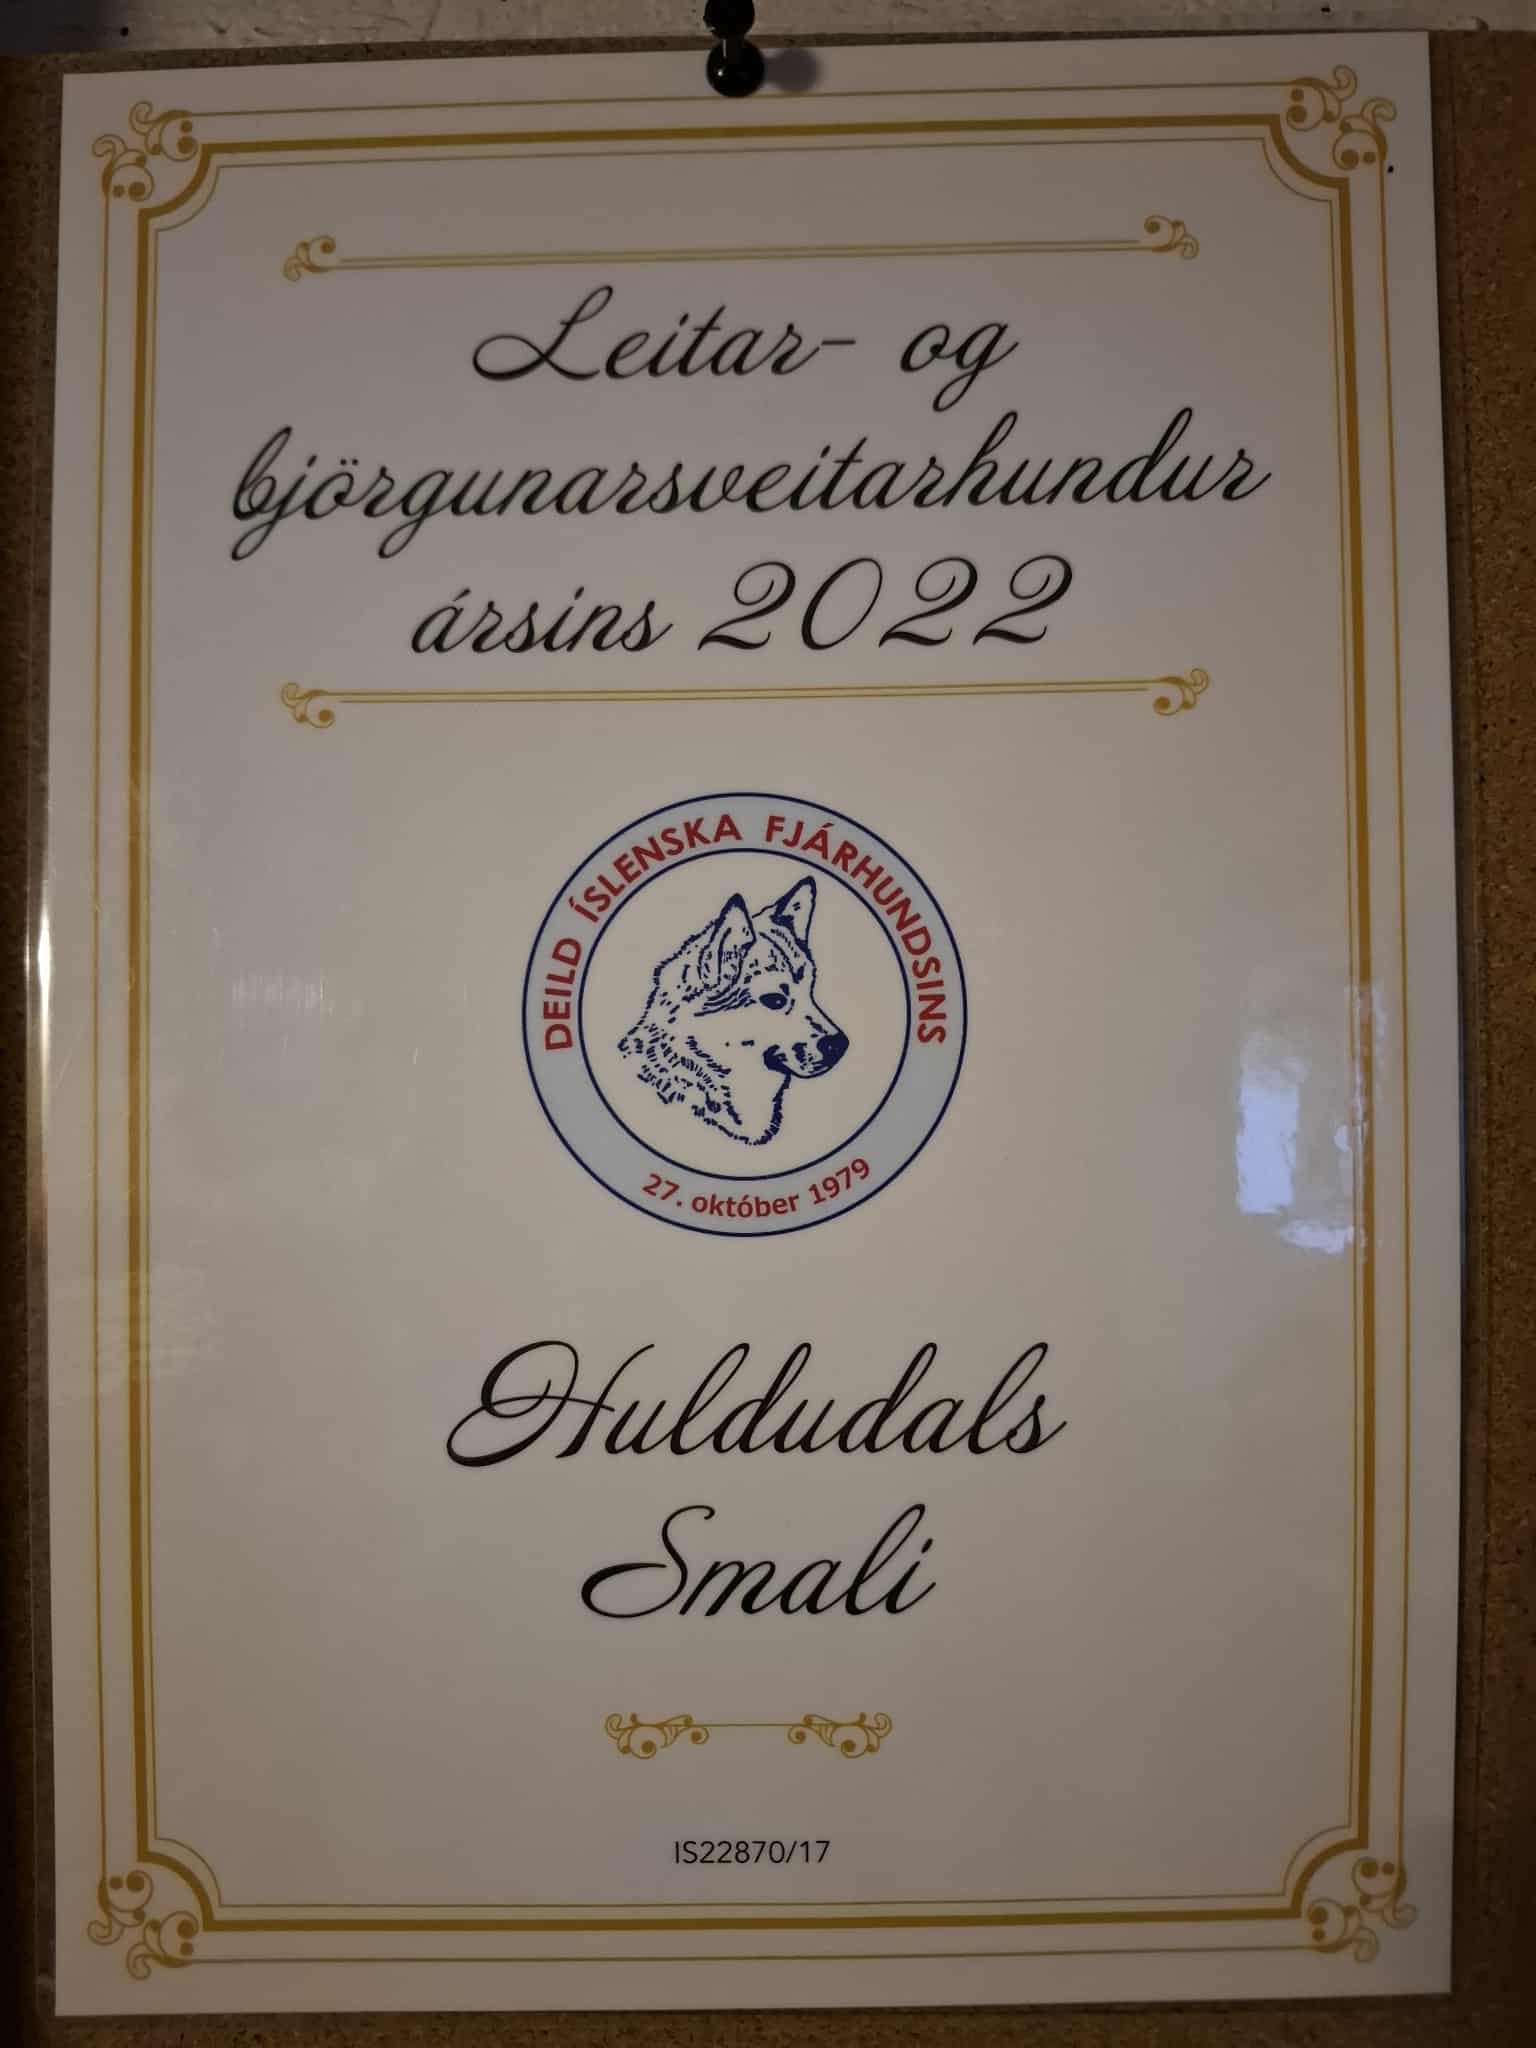 Leitar- og
björgunarsveitarhundur
ársins 2022
DEILD ÍSLENSKA FJÁRHUNDSINS
27. október 1979
Huldudals
Smali
IS22870/17